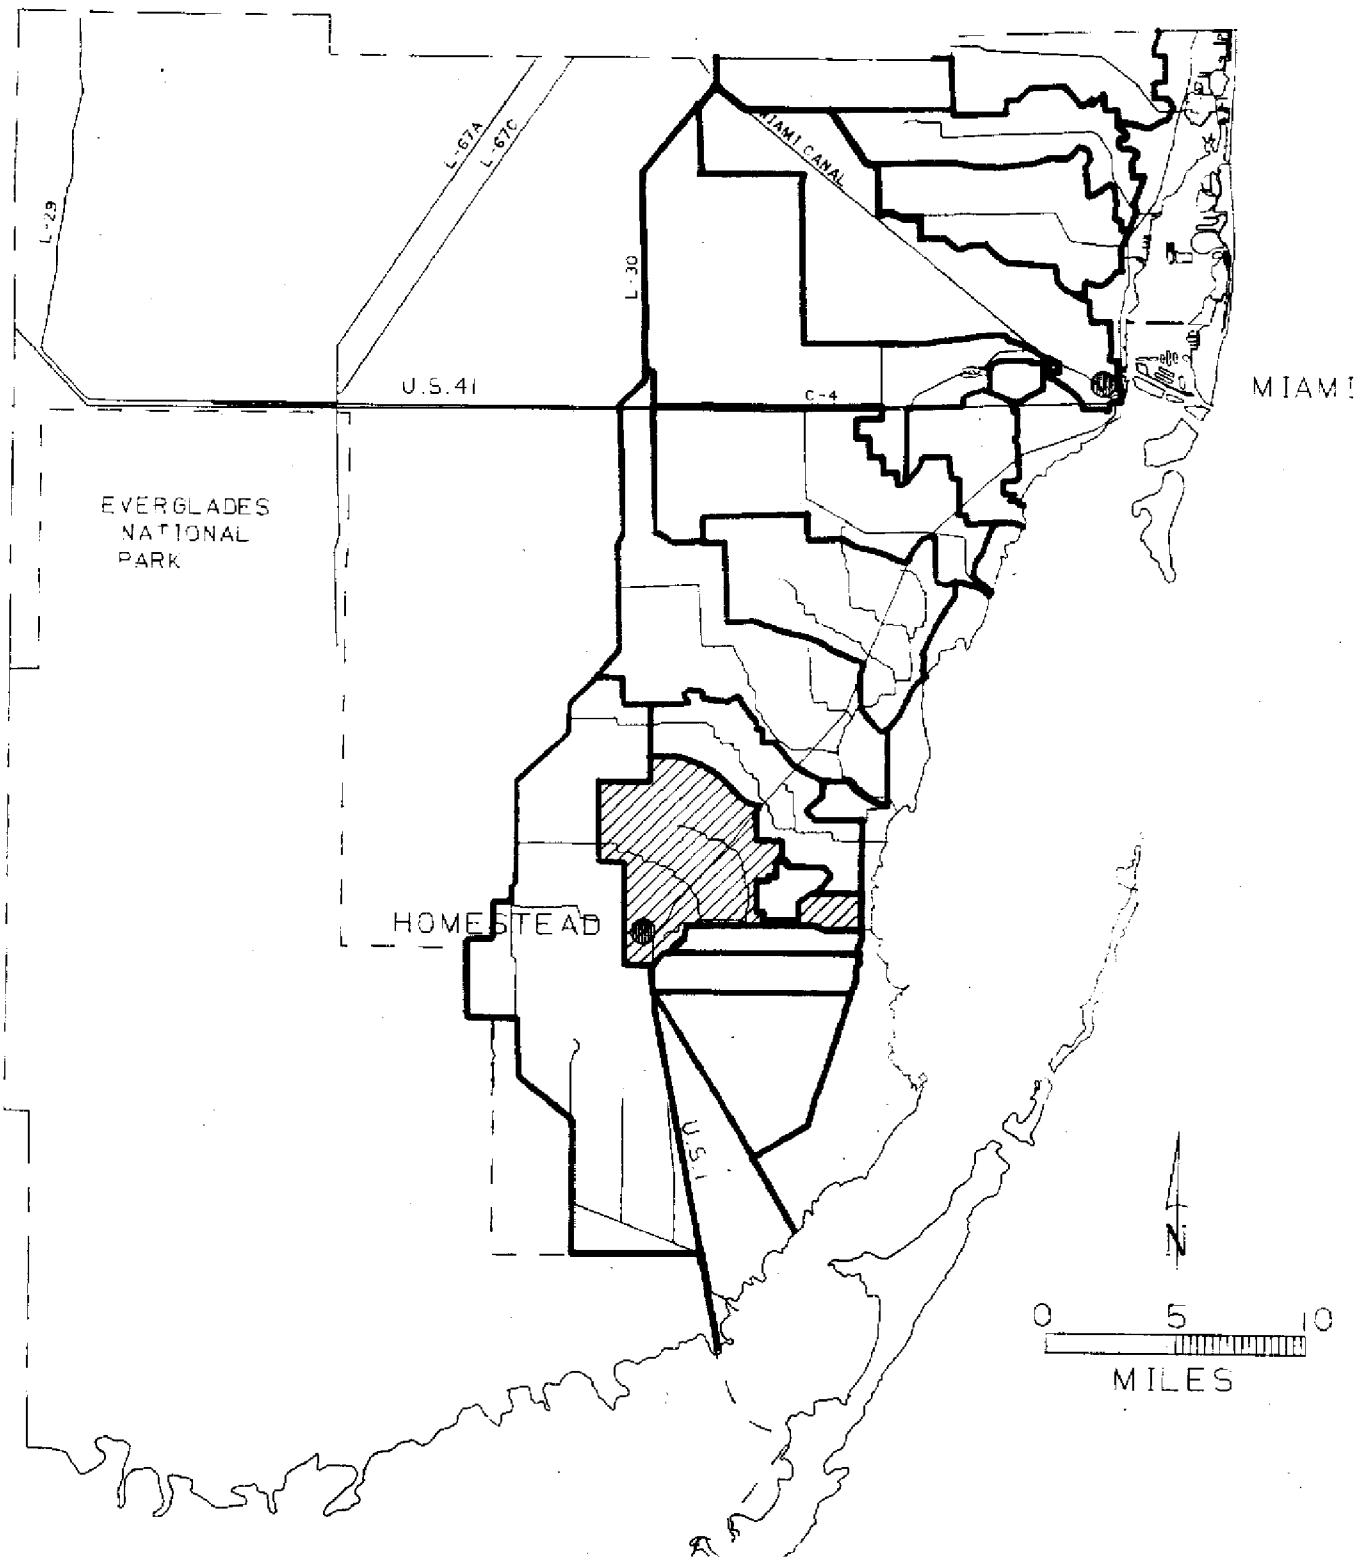 L-67A
L-67C
MIAMI CANAL
L-29
L-30
U.S.41
C-4
MIAMI
EVERGLADES
NATIONAL
PARK
HOMESTEAD
U.S.1
N
0 5 10
MILES